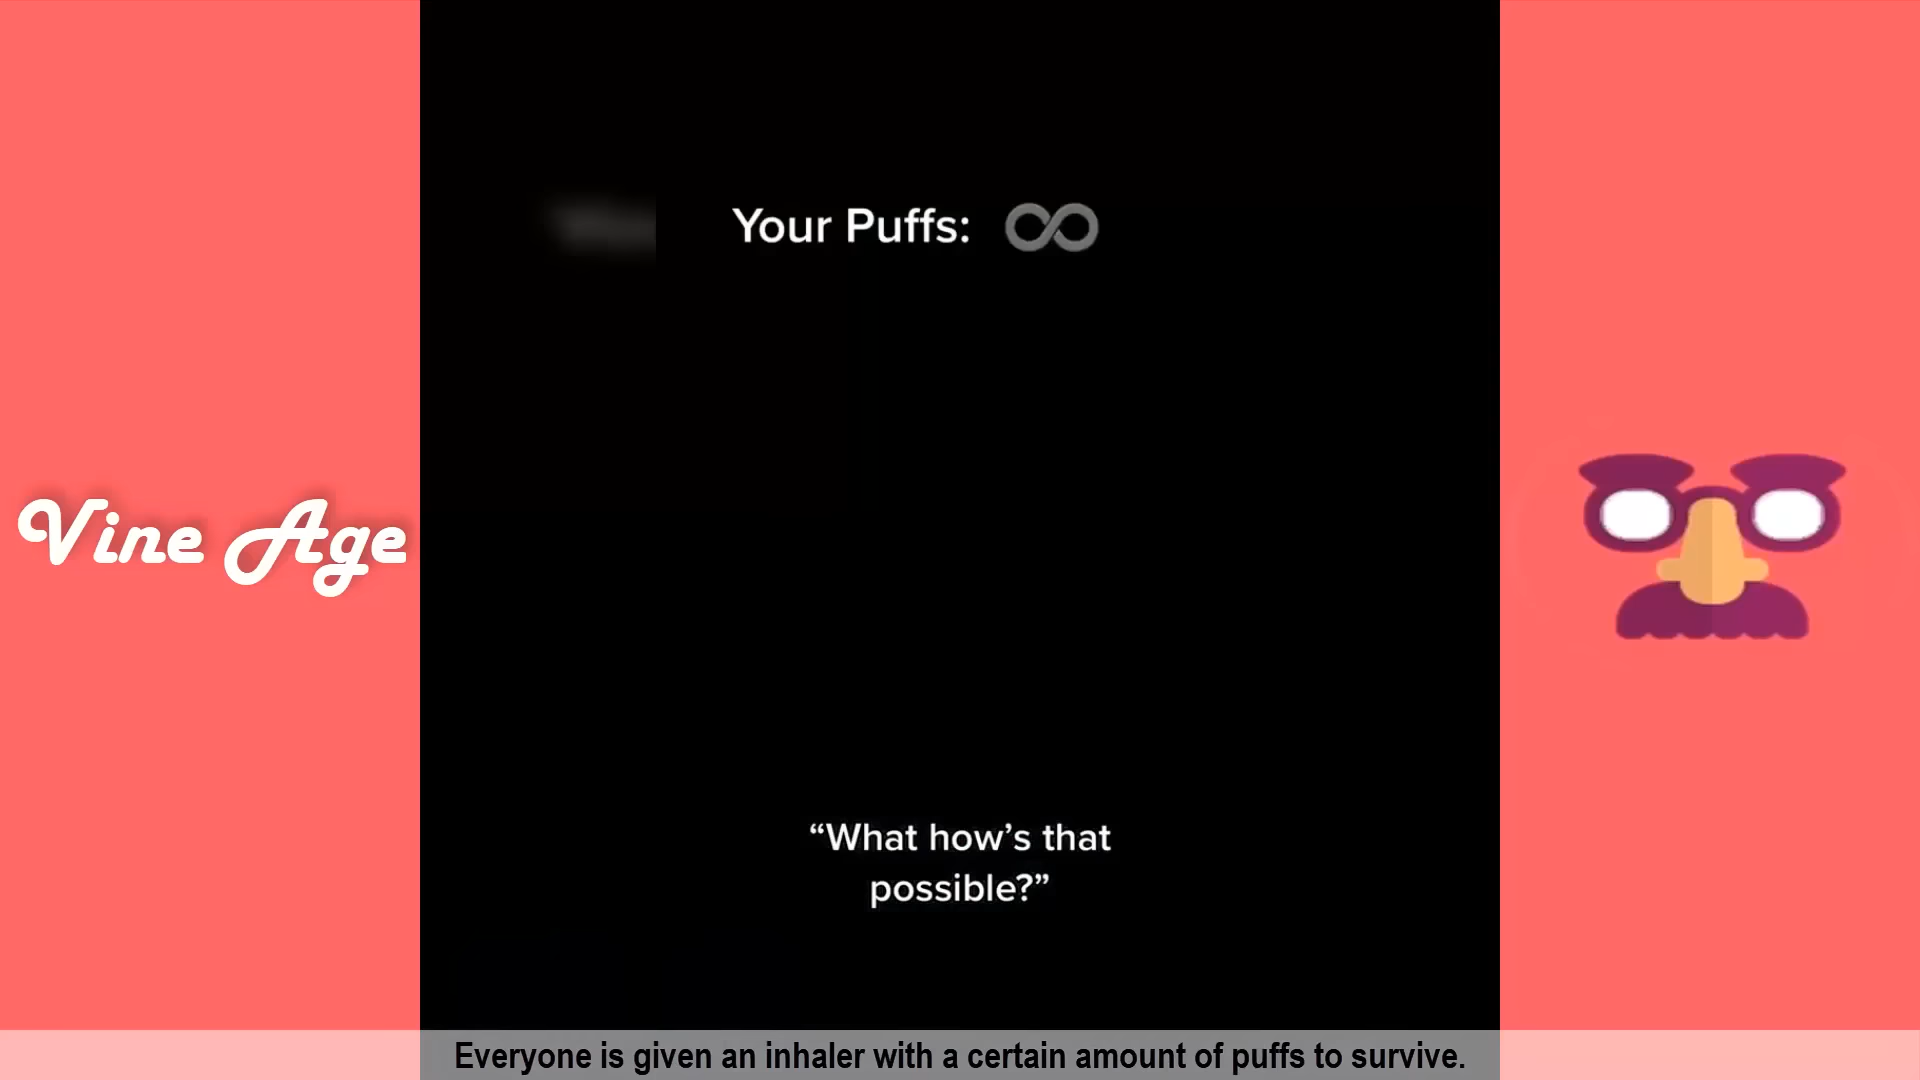 Your Puffs: ∞
Vine Age
“What how’s that
possible?”
Everyone is given an inhaler with a certain amount of puffs to survive.